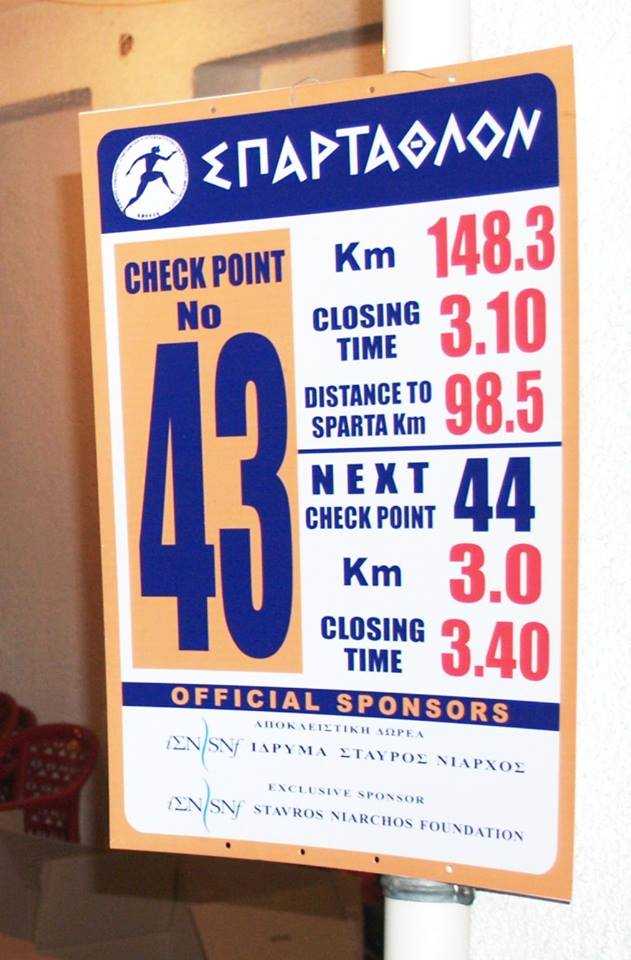 ΣΠΑΡΤΑΘΛΟΝ
CHECK POINT
No
43
Km 148.3
CLOSING TIME 3.10
DISTANCE TO SPARTA Km 98.5
NEXT CHECK POINT 44
Km 3.0
CLOSING TIME 3.40
OFFICIAL SPONSORS
ΑΠΟΚΛΕΙΣΤΙΚΗ ΔΩΡΕΑ
ΙΣΝ SNf ΙΔΡΥΜΑ ΣΤΑΥΡΟΣ ΝΙΑΡΧΟΣ
EXCLUSIVE SPONSOR
ΙΣΝ SNf STAVROS NIARCHOS FOUNDATION